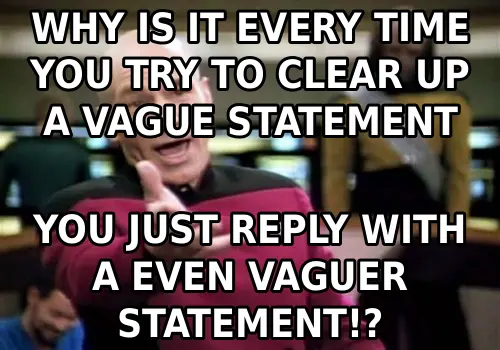 WHY IS IT EVERY TIME
YOU TRY TO CLEAR UP
A VAGUE STATEMENT
YOU JUST REPLY WITH
A EVEN VAGUER
STATEMENT!?